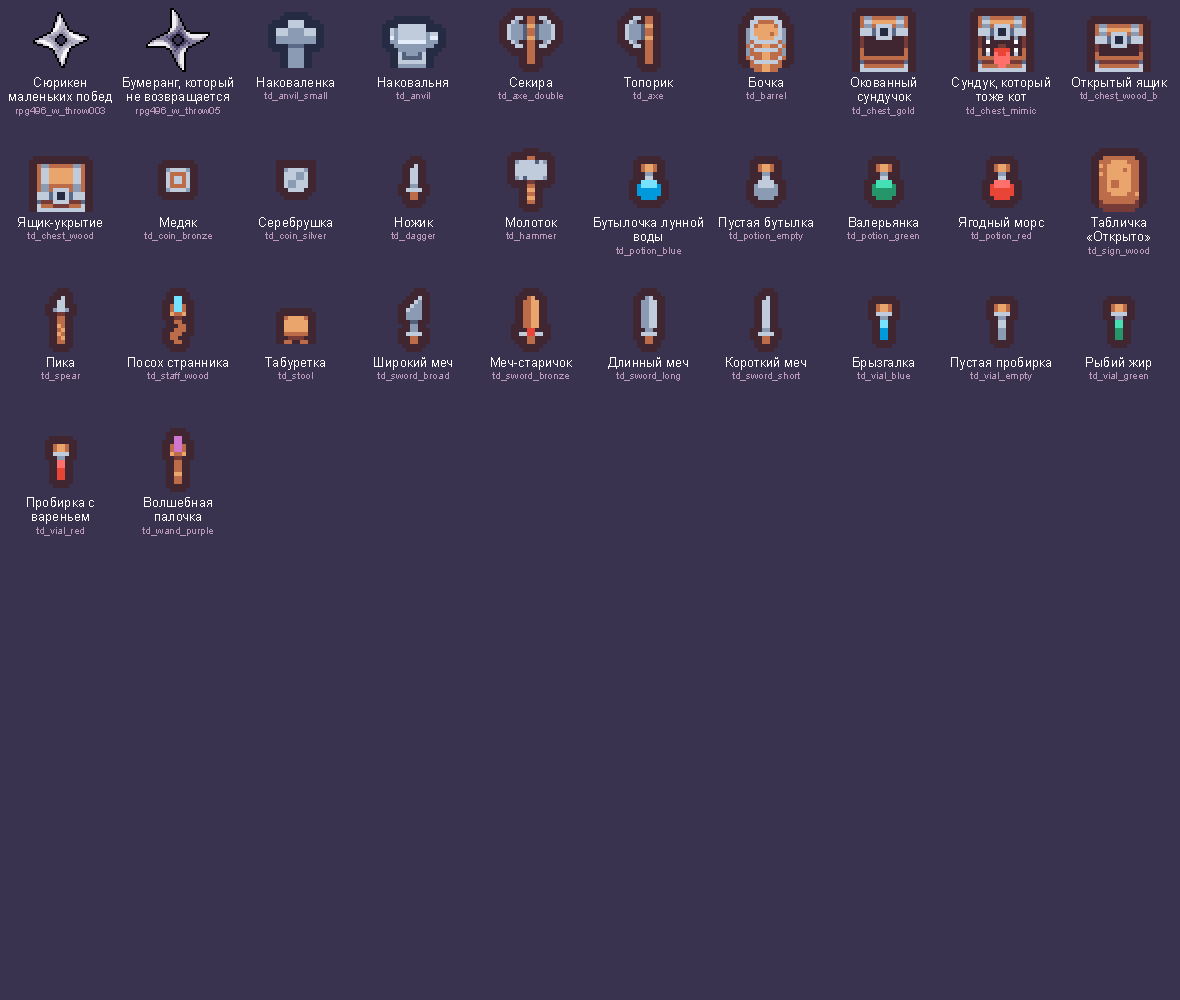 Сюрикен
маленьких побед
rpg496_w_throw003
Бумеранг, который
не возвращается
rpg496_w_throw05
Наковаленка
td_anvil_small
Наковальня
td_anvil
Секира
td_axe_double
Топорик
td_axe
Бочка
td_barrel
Окованный
сундучок
td_chest_gold
Сундук, который
тоже кот
td_chest_mimic
Открытый ящик
td_chest_wood_b
Ящик-укрытие
td_chest_wood
Медяк
td_coin_bronze
Серебрушка
td_coin_silver
Ножик
td_dagger
Молоток
td_hammer
Бутылочка лунной
воды
td_potion_blue
Пустая бутылка
td_potion_empty
Валерьянка
td_potion_green
Ягодный морс
td_potion_red
Табличка
«Открыто»
td_sign_wood
Пика
td_spear
Посох странника
td_staff_wood
Табуретка
td_stool
Широкий меч
td_sword_broad
Меч-старичок
td_sword_bronze
Длинный меч
td_sword_long
Короткий меч
td_sword_short
Брызгалка
td_vial_blue
Пустая пробирка
td_vial_empty
Рыбий жир
td_vial_green
Пробирка с
вареньем
td_vial_red
Волшебная
палочка
td_wand_purple